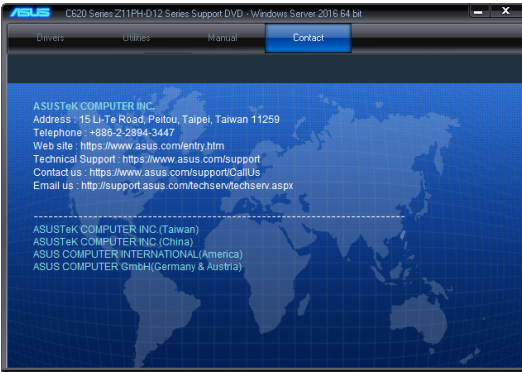 ASUS C620 Series Z11PH-D12 Series Support DVD - Windows Server 2016 64 bit
Drivers Utilities Manual Contact
ASUSTeK COMPUTER INC.
Address : 15 Li-Te Road, Peitou, Taipei, Taiwan 11259
Telephone : +886-2-2894-3447
Web site : https://www.asus.com/entry.htm
Technical Support : https://www.asus.com/support
Contact us : https://www.asus.com/support/CallUs
Email us : http://support.asus.com/techserv/techserv.aspx
--------------------------------------------------------------------------
ASUSTeK COMPUTER INC.(Taiwan)
ASUSTeK COMPUTER INC.(China)
ASUS COMPUTER INTERNATIONAL(America)
ASUS COMPUTER GmbH(Germany & Austria)